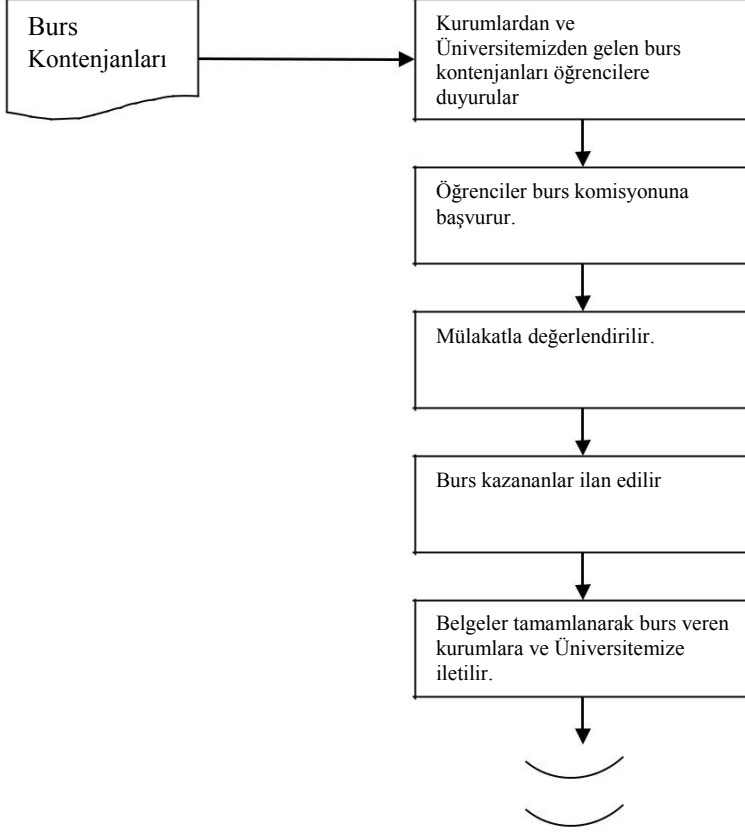 Burs
Kontenjanları
Kurumlardan ve
Üniversitemizden gelen burs
kontenjanları öğrencilere
duyurular
Öğrenciler burs komisyonuna
başvurur.
Mülakatla değerlendirilir.
Burs kazananlar ilan edilir
Belgeler tamamlanarak burs veren
kurumlara ve Üniversitemize
iletilir.